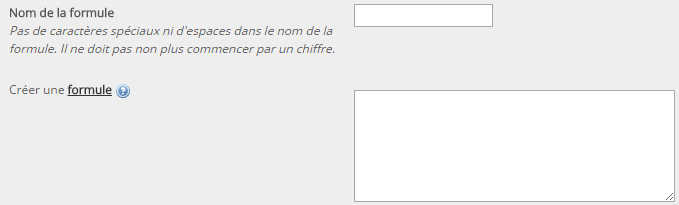 Nom de la formule
Pas de caractères spéciaux ni d'espaces dans le nom de la
formule. Il ne doit pas non plus commencer par un chiffre.
Créer une formule ?